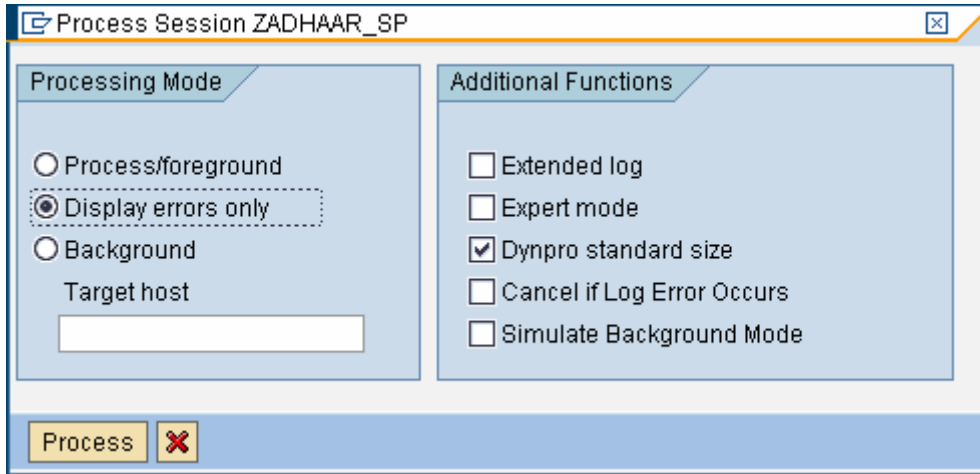 Process Session ZADHAAR_SP
Processing Mode
Process/foreground
Display errors only
Background
Target host
Additional Functions
Extended log
Expert mode
Dynpro standard size
Cancel if Log Error Occurs
Simulate Background Mode
Process